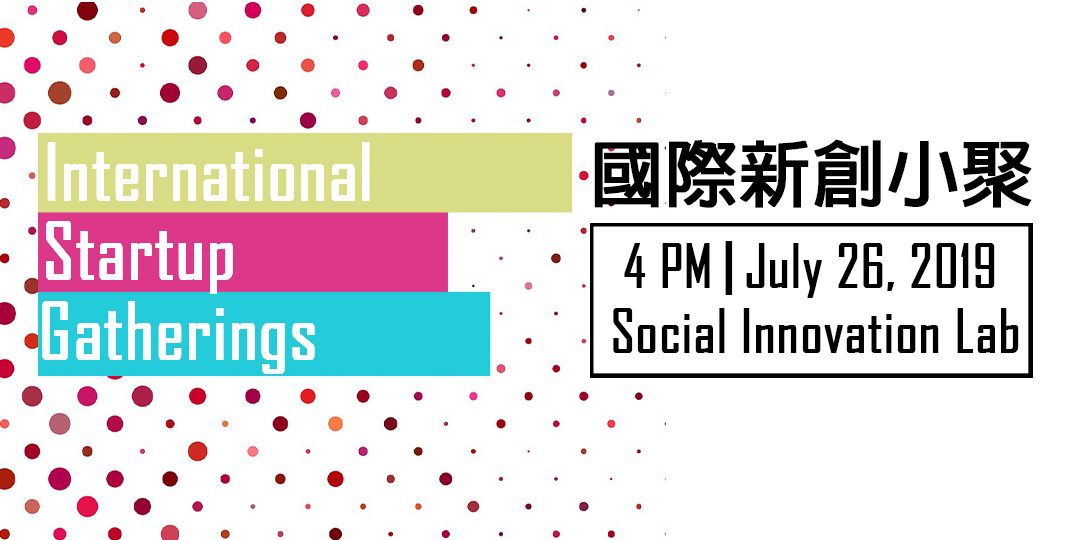 International
Startup
Gatherings
國際新創小聚
4 PM | July 26, 2019
Social Innovation Lab